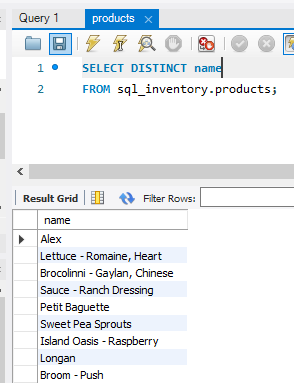 Query 1
products
1 SELECT DISTINCT name
2 FROM sql_inventory.products;
Result Grid
Filter Rows:
name
Alex
Lettuce - Romaine, Heart
Brocolinni - Gaylan, Chinese
Sauce - Ranch Dressing
Petit Baguette
Sweet Pea Sprouts
Island Oasis - Raspberry
Longan
Broom - Push